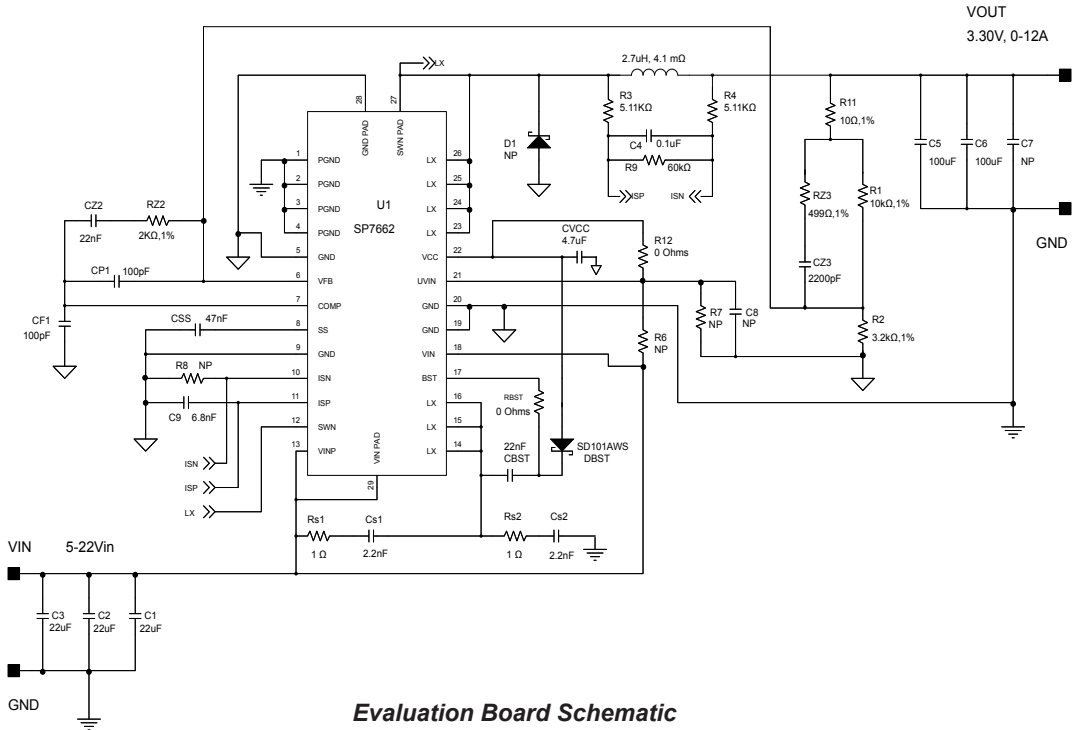 VOUT
3.30V, 0-12A
2.7uH, 4.1 mΩ
LX
R3
5.11KΩ
R4
5.11KΩ
C4
0.1uF
R9
60kΩ
ISP
ISN
D1
NP
R11
10Ω,1%
RZ3
499Ω,1%
R1
10kΩ,1%
CZ3
2200pF
R2
3.2kΩ,1%
C5
100uF
C6
100uF
C7
NP
GND
28
GND PAD
27
SWN PAD
U1
SP7662
1
PGND
2
PGND
3
PGND
4
PGND
5
GND
6
VFB
7
COMP
8
SS
9
GND
10
ISN
11
ISP
12
SWN
13
VINP
26
LX
25
LX
24
LX
23
LX
22
VCC
21
UVIN
20
GND
19
GND
18
VIN
17
BST
16
LX
15
LX
14
LX
VIN PAD
29
CZ2
22nF
RZ2
2KΩ,1%
CP1
100pF
CF1
100pF
CSS
47nF
R8
NP
C9
6.8nF
ISN
ISP
LX
CVCC
4.7uF
R12
0 Ohms
R7
NP
C8
NP
R6
NP
RBST
0 Ohms
22nF
CBST
SD101AWS
DBST
Rs1
1 Ω
Cs1
2.2nF
Rs2
1 Ω
Cs2
2.2nF
VIN
5-22Vin
C3
22uF
C2
22uF
C1
22uF
GND
Evaluation Board Schematic